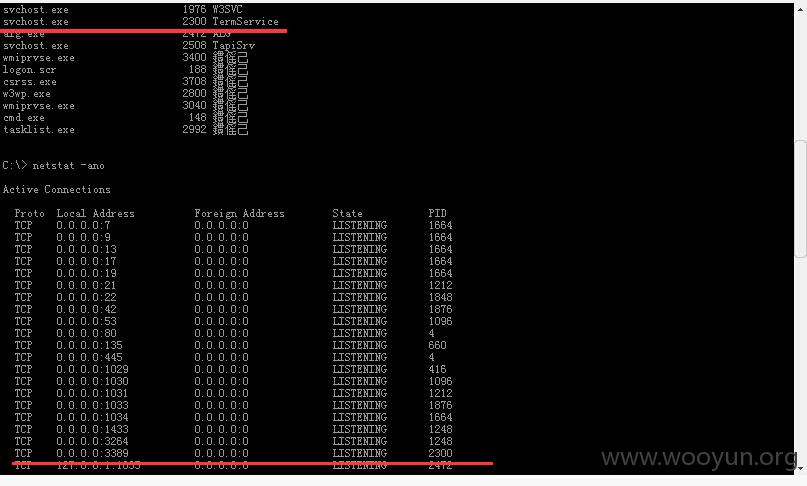 svchost.exe 1976 W3SVC
svchost.exe 2300 TermService
alg.exe 2472 ALG
svchost.exe 2508 TapiSrv
wmiprvse.exe 3400
logon.scr 188
csrss.exe 3708
w3wp.exe 2800
wmiprvse.exe 3040
cmd.exe 148
tasklist.exe 2992
C:\> netstat -ano
Active Connections
Proto Local Address Foreign Address State PID
TCP 0.0.0.0:7 0.0.0.0:0 LISTENING 1664
TCP 0.0.0.0:9 0.0.0.0:0 LISTENING 1664
TCP 0.0.0.0:13 0.0.0.0:0 LISTENING 1664
TCP 0.0.0.0:17 0.0.0.0:0 LISTENING 1664
TCP 0.0.0.0:19 0.0.0.0:0 LISTENING 1664
TCP 0.0.0.0:21 0.0.0.0:0 LISTENING 1212
TCP 0.0.0.0:22 0.0.0.0:0 LISTENING 1848
TCP 0.0.0.0:42 0.0.0.0:0 LISTENING 1876
TCP 0.0.0.0:53 0.0.0.0:0 LISTENING 1096
TCP 0.0.0.0:80 0.0.0.0:0 LISTENING 4
TCP 0.0.0.0:135 0.0.0.0:0 LISTENING 660
TCP 0.0.0.0:445 0.0.0.0:0 LISTENING 4
TCP 0.0.0.0:1029 0.0.0.0:0 LISTENING 416
TCP 0.0.0.0:1030 0.0.0.0:0 LISTENING 1096
TCP 0.0.0.0:1031 0.0.0.0:0 LISTENING 1212
TCP 0.0.0.0:1033 0.0.0.0:0 LISTENING 1876
TCP 0.0.0.0:1034 0.0.0.0:0 LISTENING 1664
TCP 0.0.0.0:1433 0.0.0.0:0 LISTENING 1248
TCP 0.0.0.0:3264 0.0.0.0:0 LISTENING 1248
TCP 0.0.0.0:3389 0.0.0.0:0 LISTENING 2300
TCP 0.0.0.0:0 LISTENING 2472
www.wooyun.org